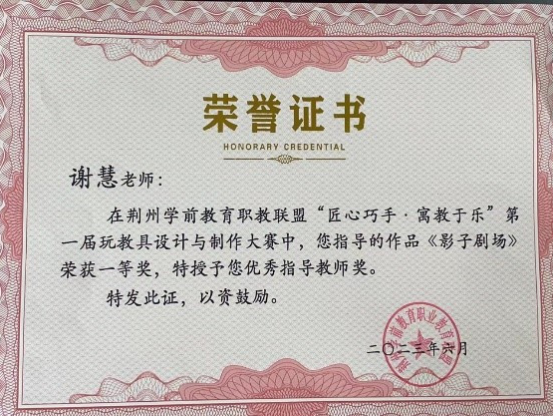 荣誉证书
HONORARY CREDENTIAL
谢慧老师：
在荆州学前教育职教联盟“匠心巧手·寓教于乐”第
一届玩教具设计与制作大赛中，您指导的作品《影子剧场》
荣获一等奖，特授予您优秀指导教师奖。
特发此证，以资鼓励。
二〇二三年六月